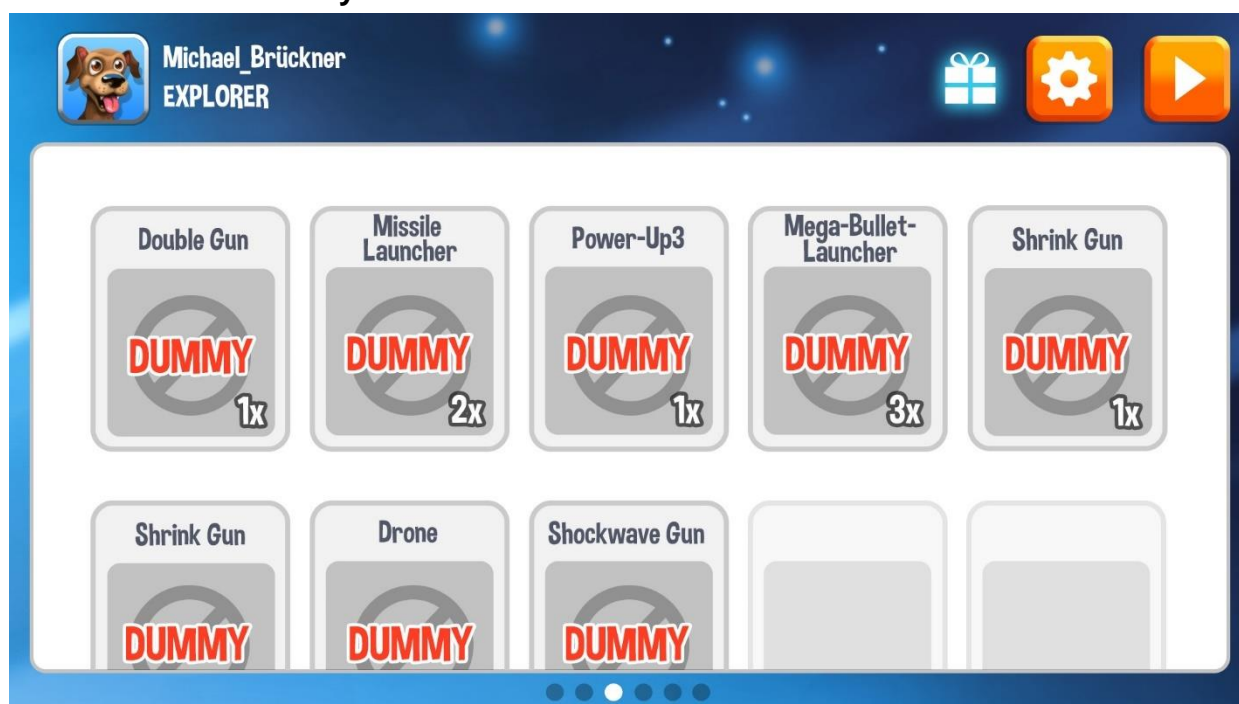 Michael_Brückner
EXPLORER
Double Gun
DUMMY
1x
Missile
Launcher
DUMMY
2x
Power-Up3
DUMMY
1x
Mega-Bullet-
Launcher
DUMMY
3x
Shrink Gun
DUMMY
1x
Shrink Gun
DUMMY
Drone
DUMMY
Shockwave Gun
DUMMY